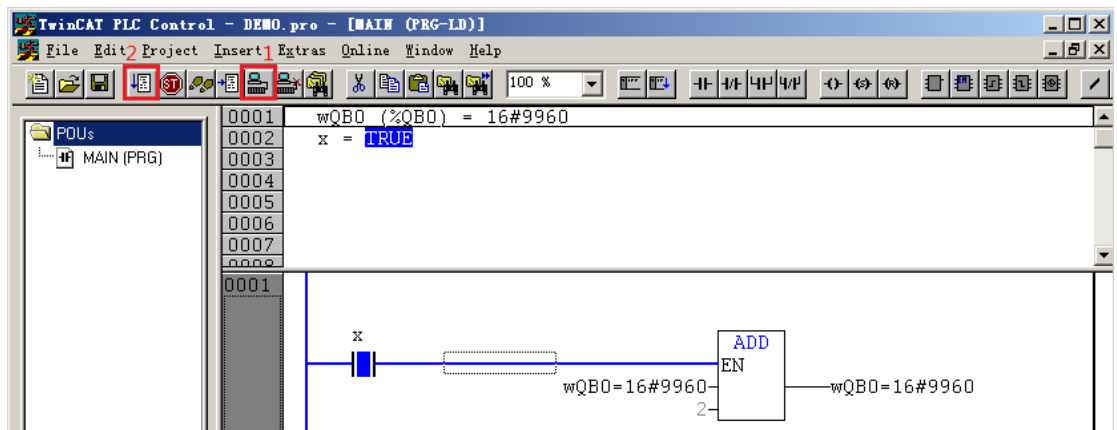 TwinCAT PLC Control - DEMO.pro - [MAIN (PRG-LD)]
File Edit 2 Project Insert 1 Extras Online Window Help
ST 100 %
POUs
MAIN (PRG)
0001 wQB0 (%QB0) = 16#9960
0002 x = TRUE
0003
0004
0005
0006
0007
0008
0001
x
ADD
EN
wQB0=16#9960 wQB0=16#9960
2